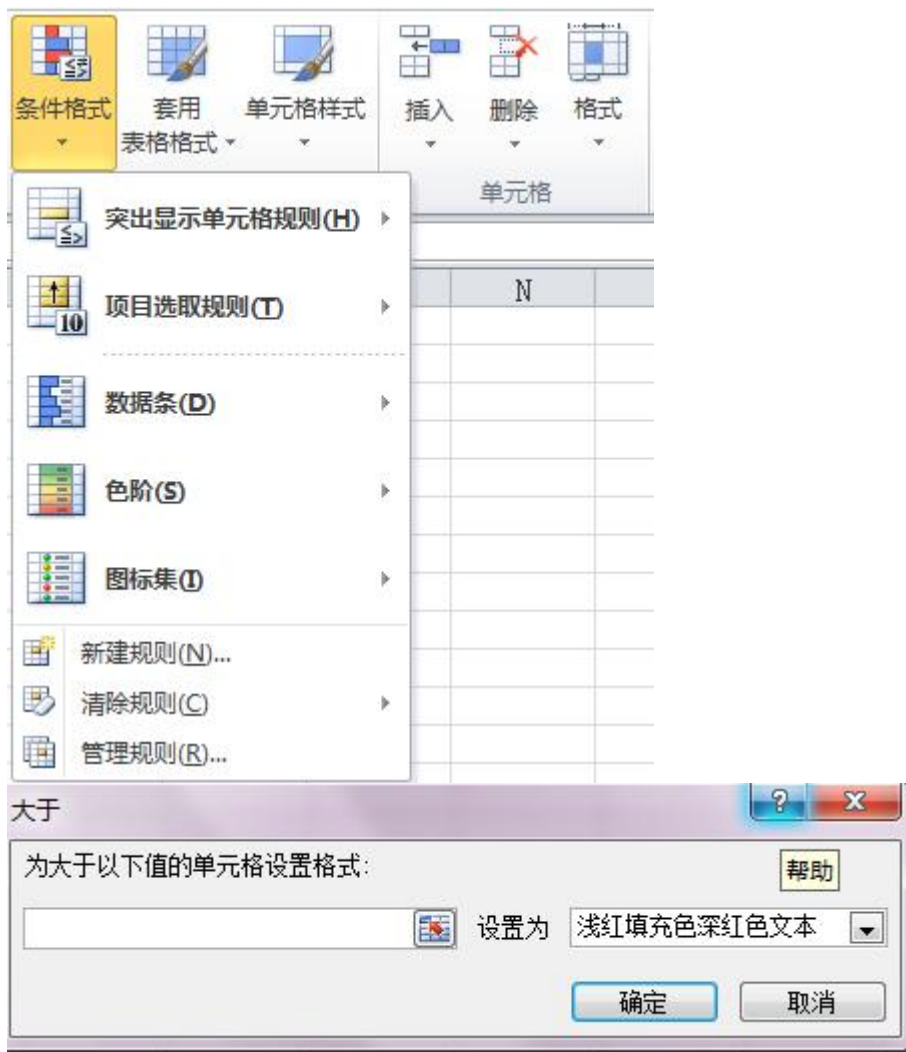 条件格式 套用 单元格样式 插入 删除 格式
表格格式
单元格
突出显示单元格规则(H)
N
项目选取规则(T)
10
数据条(D)
色阶(S)
图标集(I)
新建规则(N)...
清除规则(C)
管理规则(R)...
大于
为大于以下值的单元格设置格式:
帮助
设置为 浅红填充色深红色文本
确定 取消